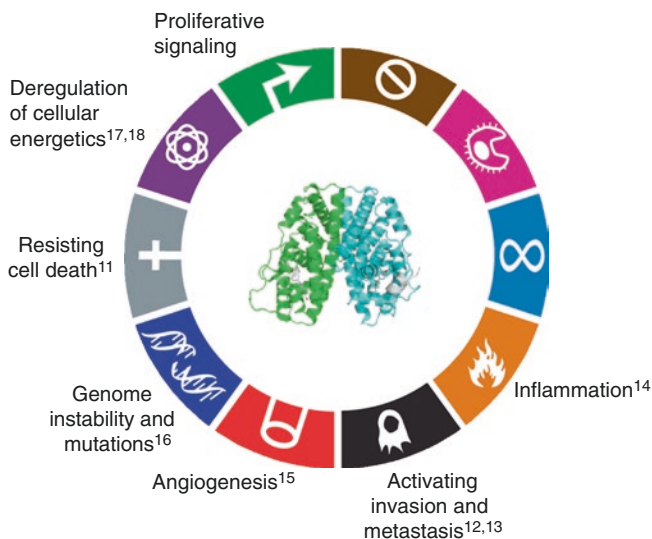 Proliferative
signaling
Deregulation
of cellular
energetics17,18
Resisting
cell death11
Genome
instability and
mutations16
Angiogenesis15
Activating
invasion and
metastasis12,13
Inflammation14